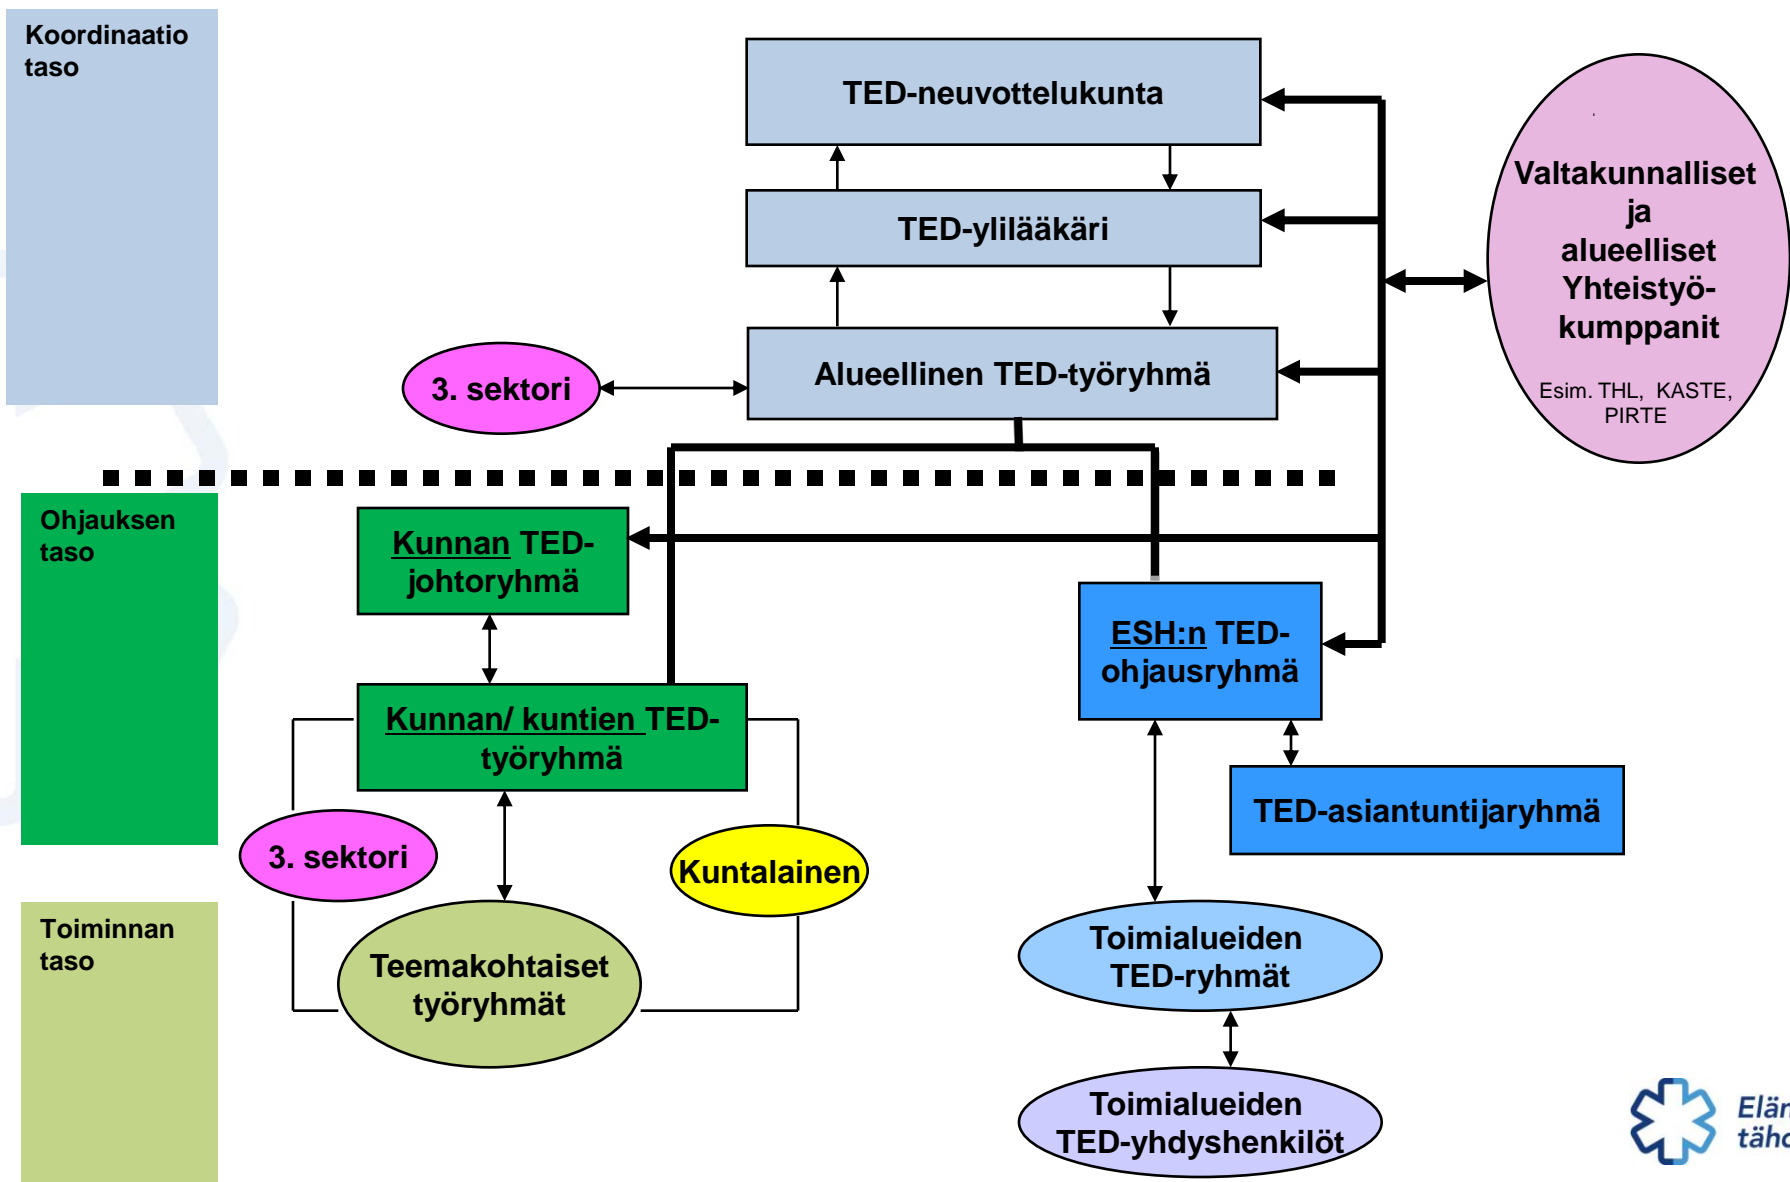 Koordinaatio
taso
TED-neuvottelukunta
TED-ylilääkäri
Alueellinen TED-työryhmä
3. sektori
Valtakunnalliset
ja
alueelliset
Yhteistyö-
kumppanit
Esim. THL, KASTE,
PIRTE
Ohjauksen
taso
Kunnan TED-
johtoryhmä
ESH:n TED-
ohjausryhmä
Kunnan/ kuntien TED-
työryhmä
TED-asiantuntijaryhmä
3. sektori
Kuntalainen
Toiminnan
taso
Teemakohtaiset
työryhmät
Toimialueiden
TED-ryhmät
Toimialueiden
TED-yhdyshenkilöt